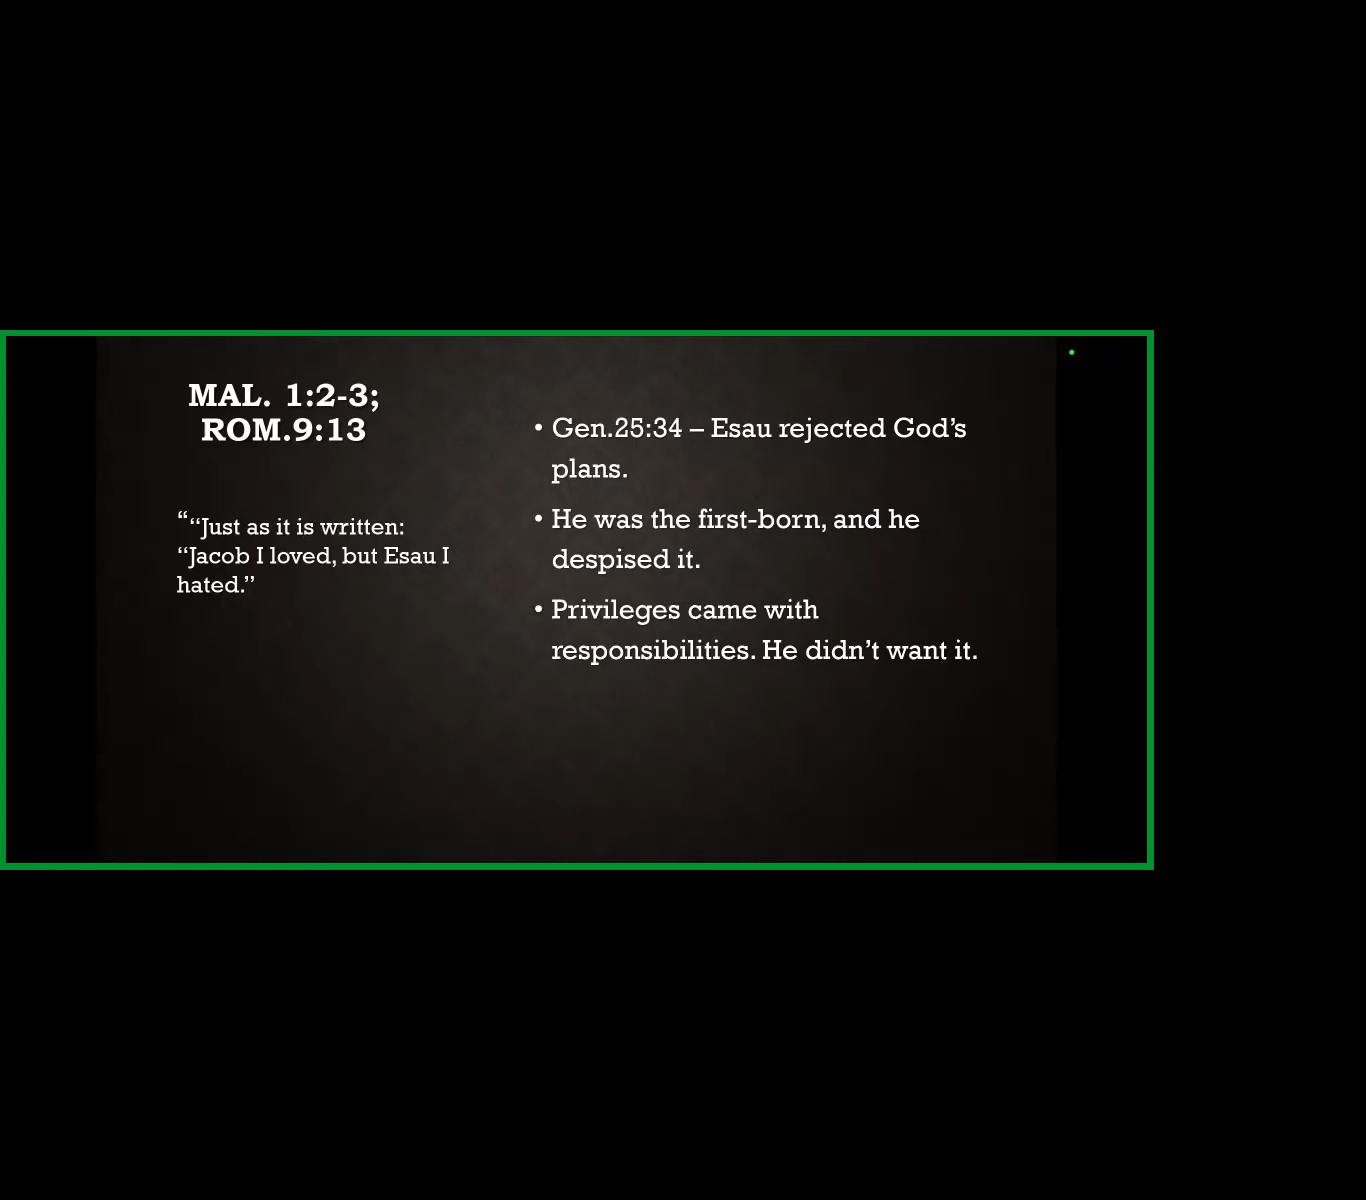 MAL. 1:2-3;
ROM.9:13
““Just as it is written:
“Jacob I loved, but Esau I
hated.”
• Gen.25:34 – Esau rejected God’s
plans.
• He was the first-born, and he
despised it.
• Privileges came with
responsibilities. He didn’t want it.